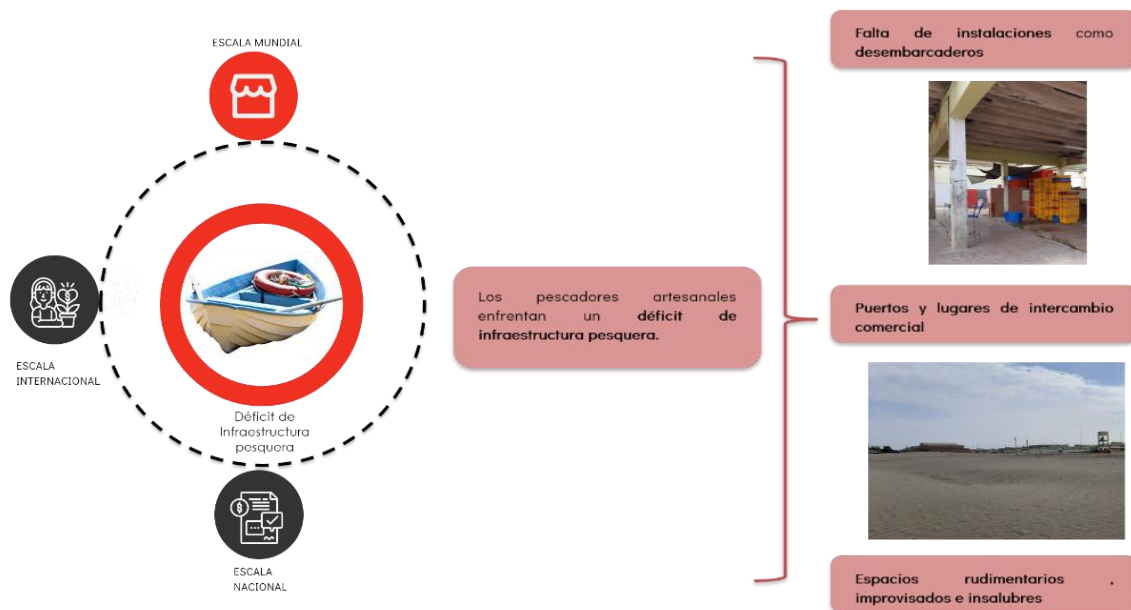 ESCALA MUNDIAL
ESCALA
INTERNACIONAL
Déficit de
Infraestructura
pesquera
ESCALA
NACIONAL
Los pescadores artesanales
enfrentan un déficit de
infraestructura pesquera.
Falta de instalaciones como
desembarcaderos
Puertos y lugares de intercambio
comercial
Espacios rudimentarios ,
improvisados e insalubres